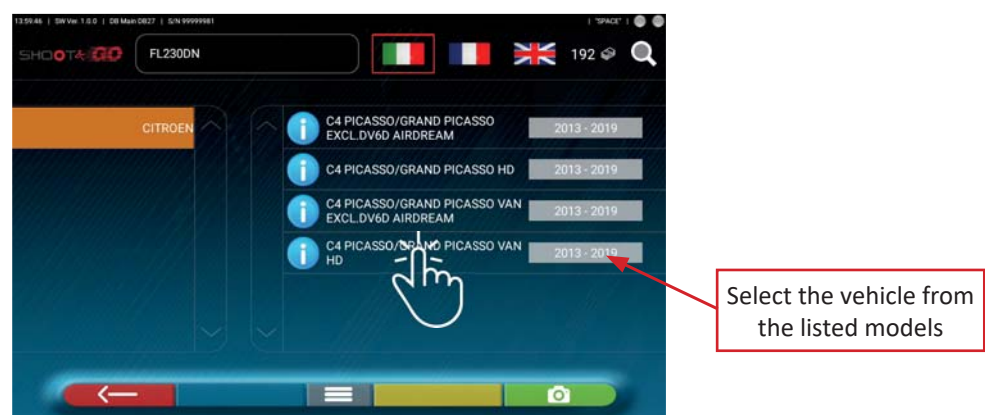 13:59:46 | SW Ver. 1.0.0 | DB Main DB27 | S/N 99999981
| "SPACE" |
SHOOT& GO
FL230DN
192
CITROEN
C4 PICASSO/GRAND PICASSO
EXCL.DV6D AIRDREAM
2013 - 2019
C4 PICASSO/GRAND PICASSO HD
2013 - 2019
C4 PICASSO/GRAND PICASSO VAN
EXCL.DV6D AIRDREAM
2013 - 2019
C4 PICASSO/GRAND PICASSO VAN
HD
2013 - 2019
Select the vehicle from
the listed models